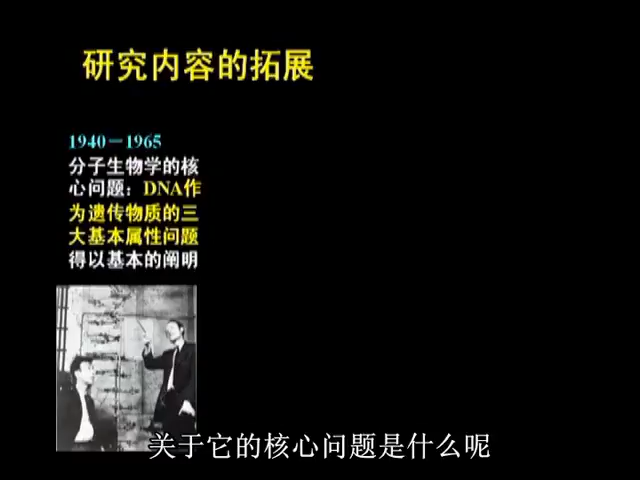 研究内容的拓展
1940－1965
分子生物学的核
心问题：DNA作
为遗传物质的三
大基本属性问题
得以基本的阐明
关于它的核心问题是什么呢